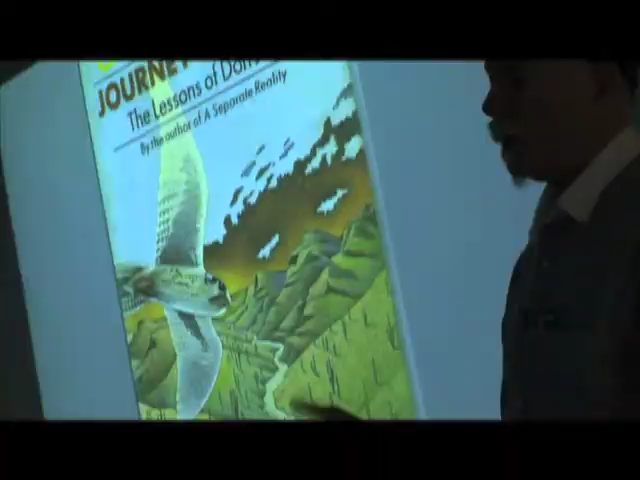 JOURNEY
The Lessons of Don
By the author of A Separate Reality